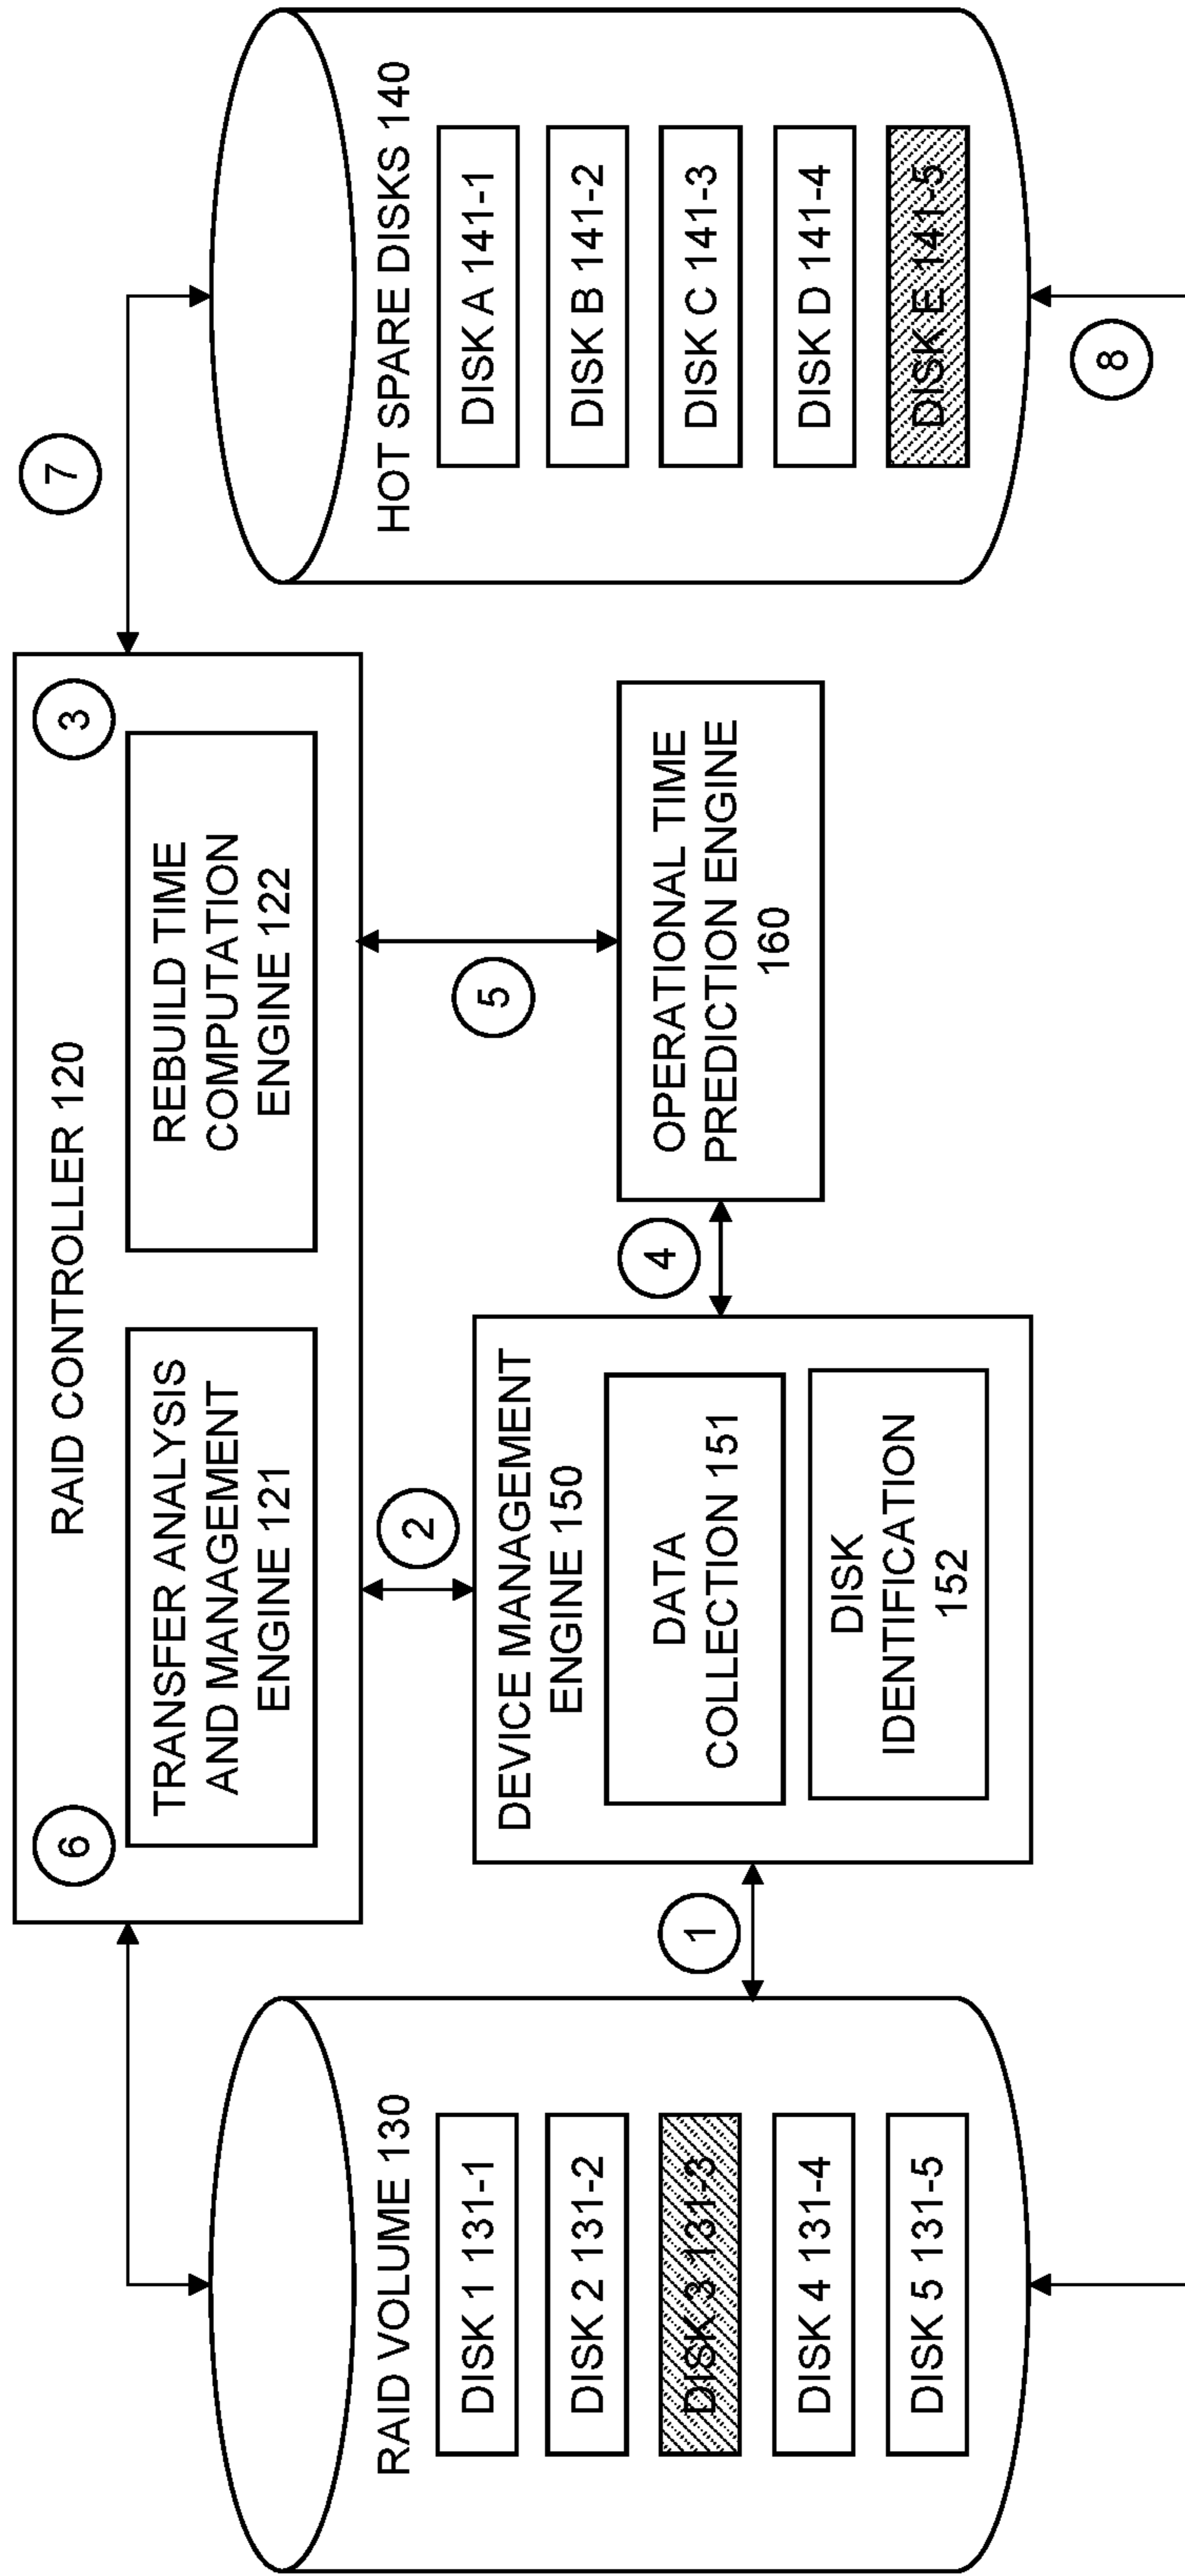 RAID CONTROLLER 120
6
TRANSFER ANALYSIS
AND MANAGEMENT
ENGINE 121
3
REBUILD TIME
COMPUTATION
ENGINE 122
7
RAID VOLUME 130
DISK 1 131-1
DISK 2 131-2
DISK 3 131-3
DISK 4 131-4
DISK 5 131-5
1
2
DEVICE MANAGEMENT
ENGINE 150
DATA
COLLECTION 151
DISK
IDENTIFICATION
152
4
5
OPERATIONAL TIME
PREDICTION ENGINE
160
HOT SPARE DISKS 140
DISK A 141-1
DISK B 141-2
DISK C 141-3
DISK D 141-4
DISK E 141-5
8